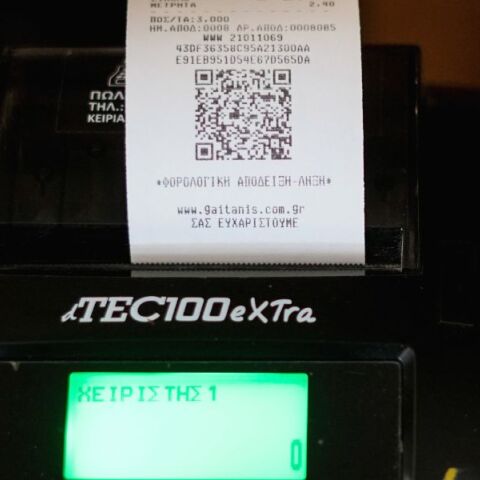 ΜΕΤΡΗΤΑ 2.40
ΠΟΣ/ΤΑ:3.000
ΗΜ.ΑΠΟΔ:0008 ΑΡ.ΑΠΟΔ:0008085
WWW 21011069
43DF36358C95A21300AA
E91EB951D54E67D565DA
*ΦΟΡΟΛΟΓΙΚΗ ΑΠΟΔΕΙΞΗ-ΛΗΞΗ*
www.gaitanis.com.gr
ΣΑΣ ΕΥΧΑΡΙΣΤΟΥΜΕ
ΠΩΛ
ΤΗΛ.:
ΚΕΙΡΙΑ
dTEC100eXTra
ΧΕΙΡΙΣΤΗΣ1
0